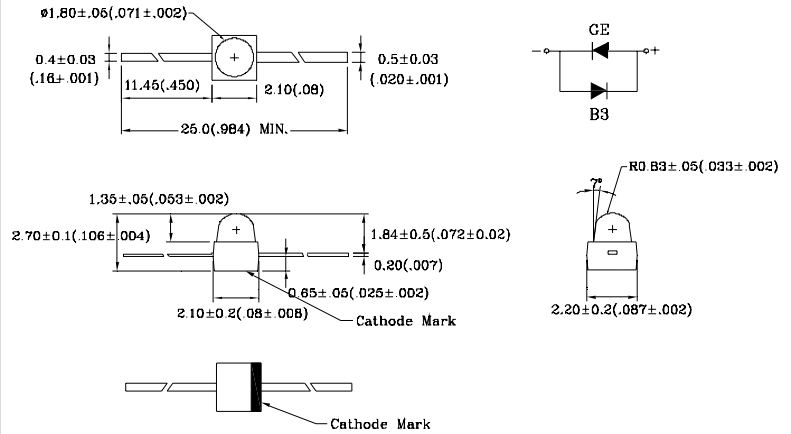 ø1.80±.05(.071±.002)
0.4±0.03
(.16±.001)
11.45(.450)
2.10(.08)
0.5±0.03
(.020±.001)
25.0(.984) MIN.
GE
- +
B3
1.35±.05(.053±.002)
2.70±0.1(.106±.004)
1.84±0.5(.072±0.02)
0.20(.007)
0.65±.05(.025±.002)
2.10±0.2(.08±.008)
Cathode Mark
7°
R0.83±.05(.033±.002)
2.20±0.2(.087±.002)
Cathode Mark